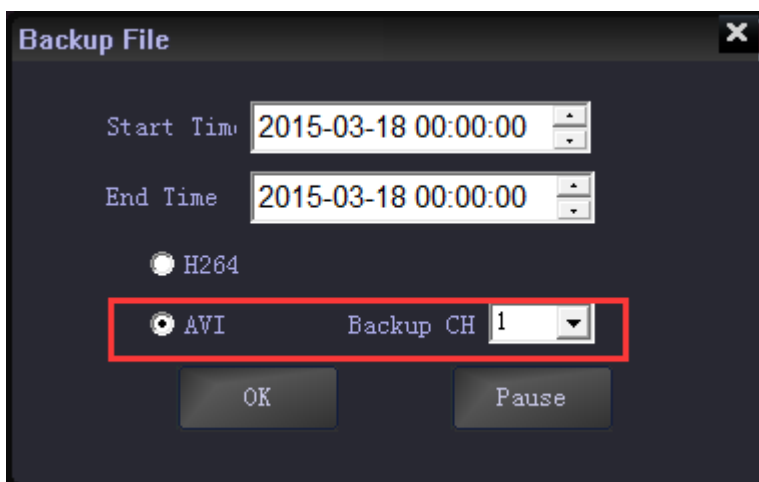 Backup File
Start Tim 2015-03-18 00:00:00
End Time 2015-03-18 00:00:00
H264
AVI Backup CH 1
OK Pause